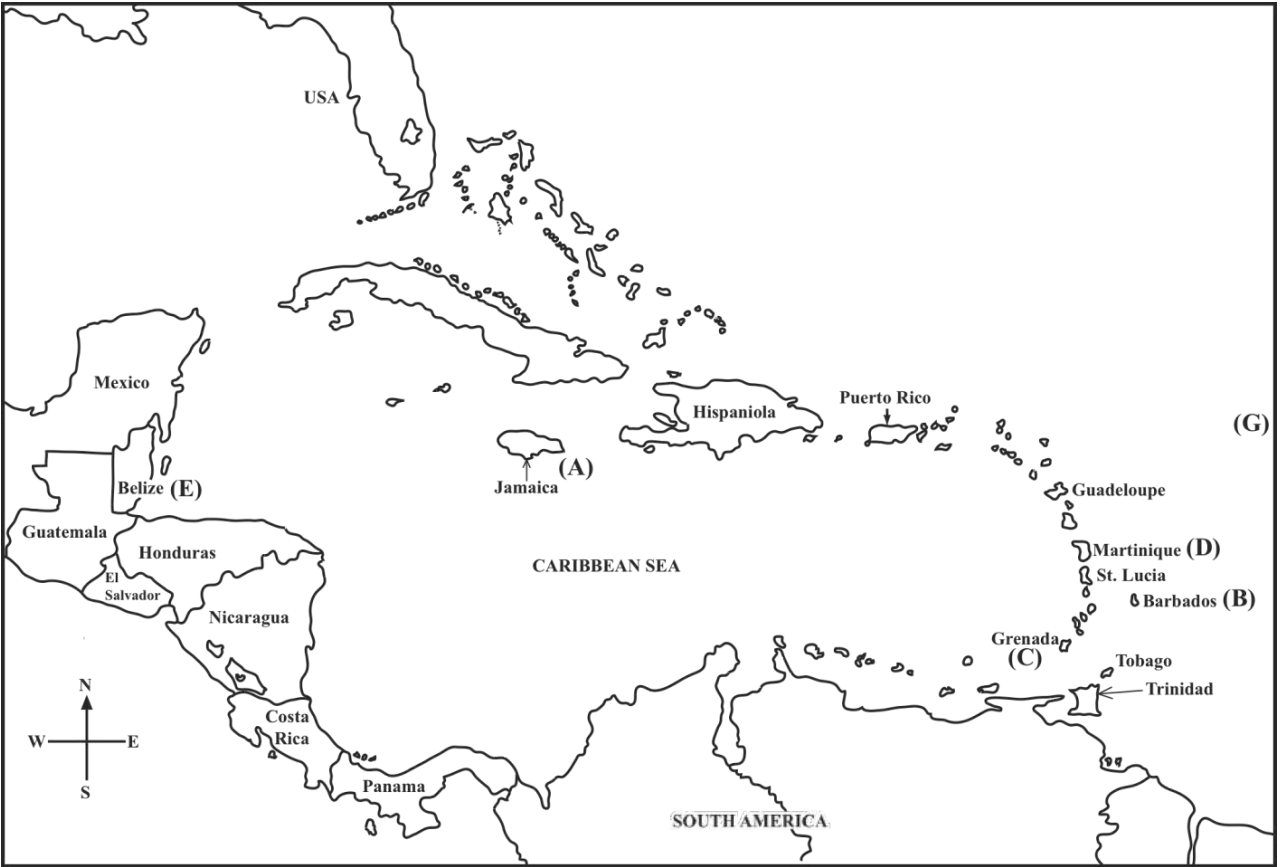 USA
Mexico
Hispaniola
Puerto Rico
(G)
(A)
Jamaica
Belize (E)
Guadeloupe
Guatemala
Honduras
Martinique (D)
CARIBBEAN SEA
St. Lucia
El
Salvador
Barbados (B)
Nicaragua
Grenada
(C)
Tobago
Trinidad
N
W E
S
Costa
Rica
Panama
SOUTH AMERICA